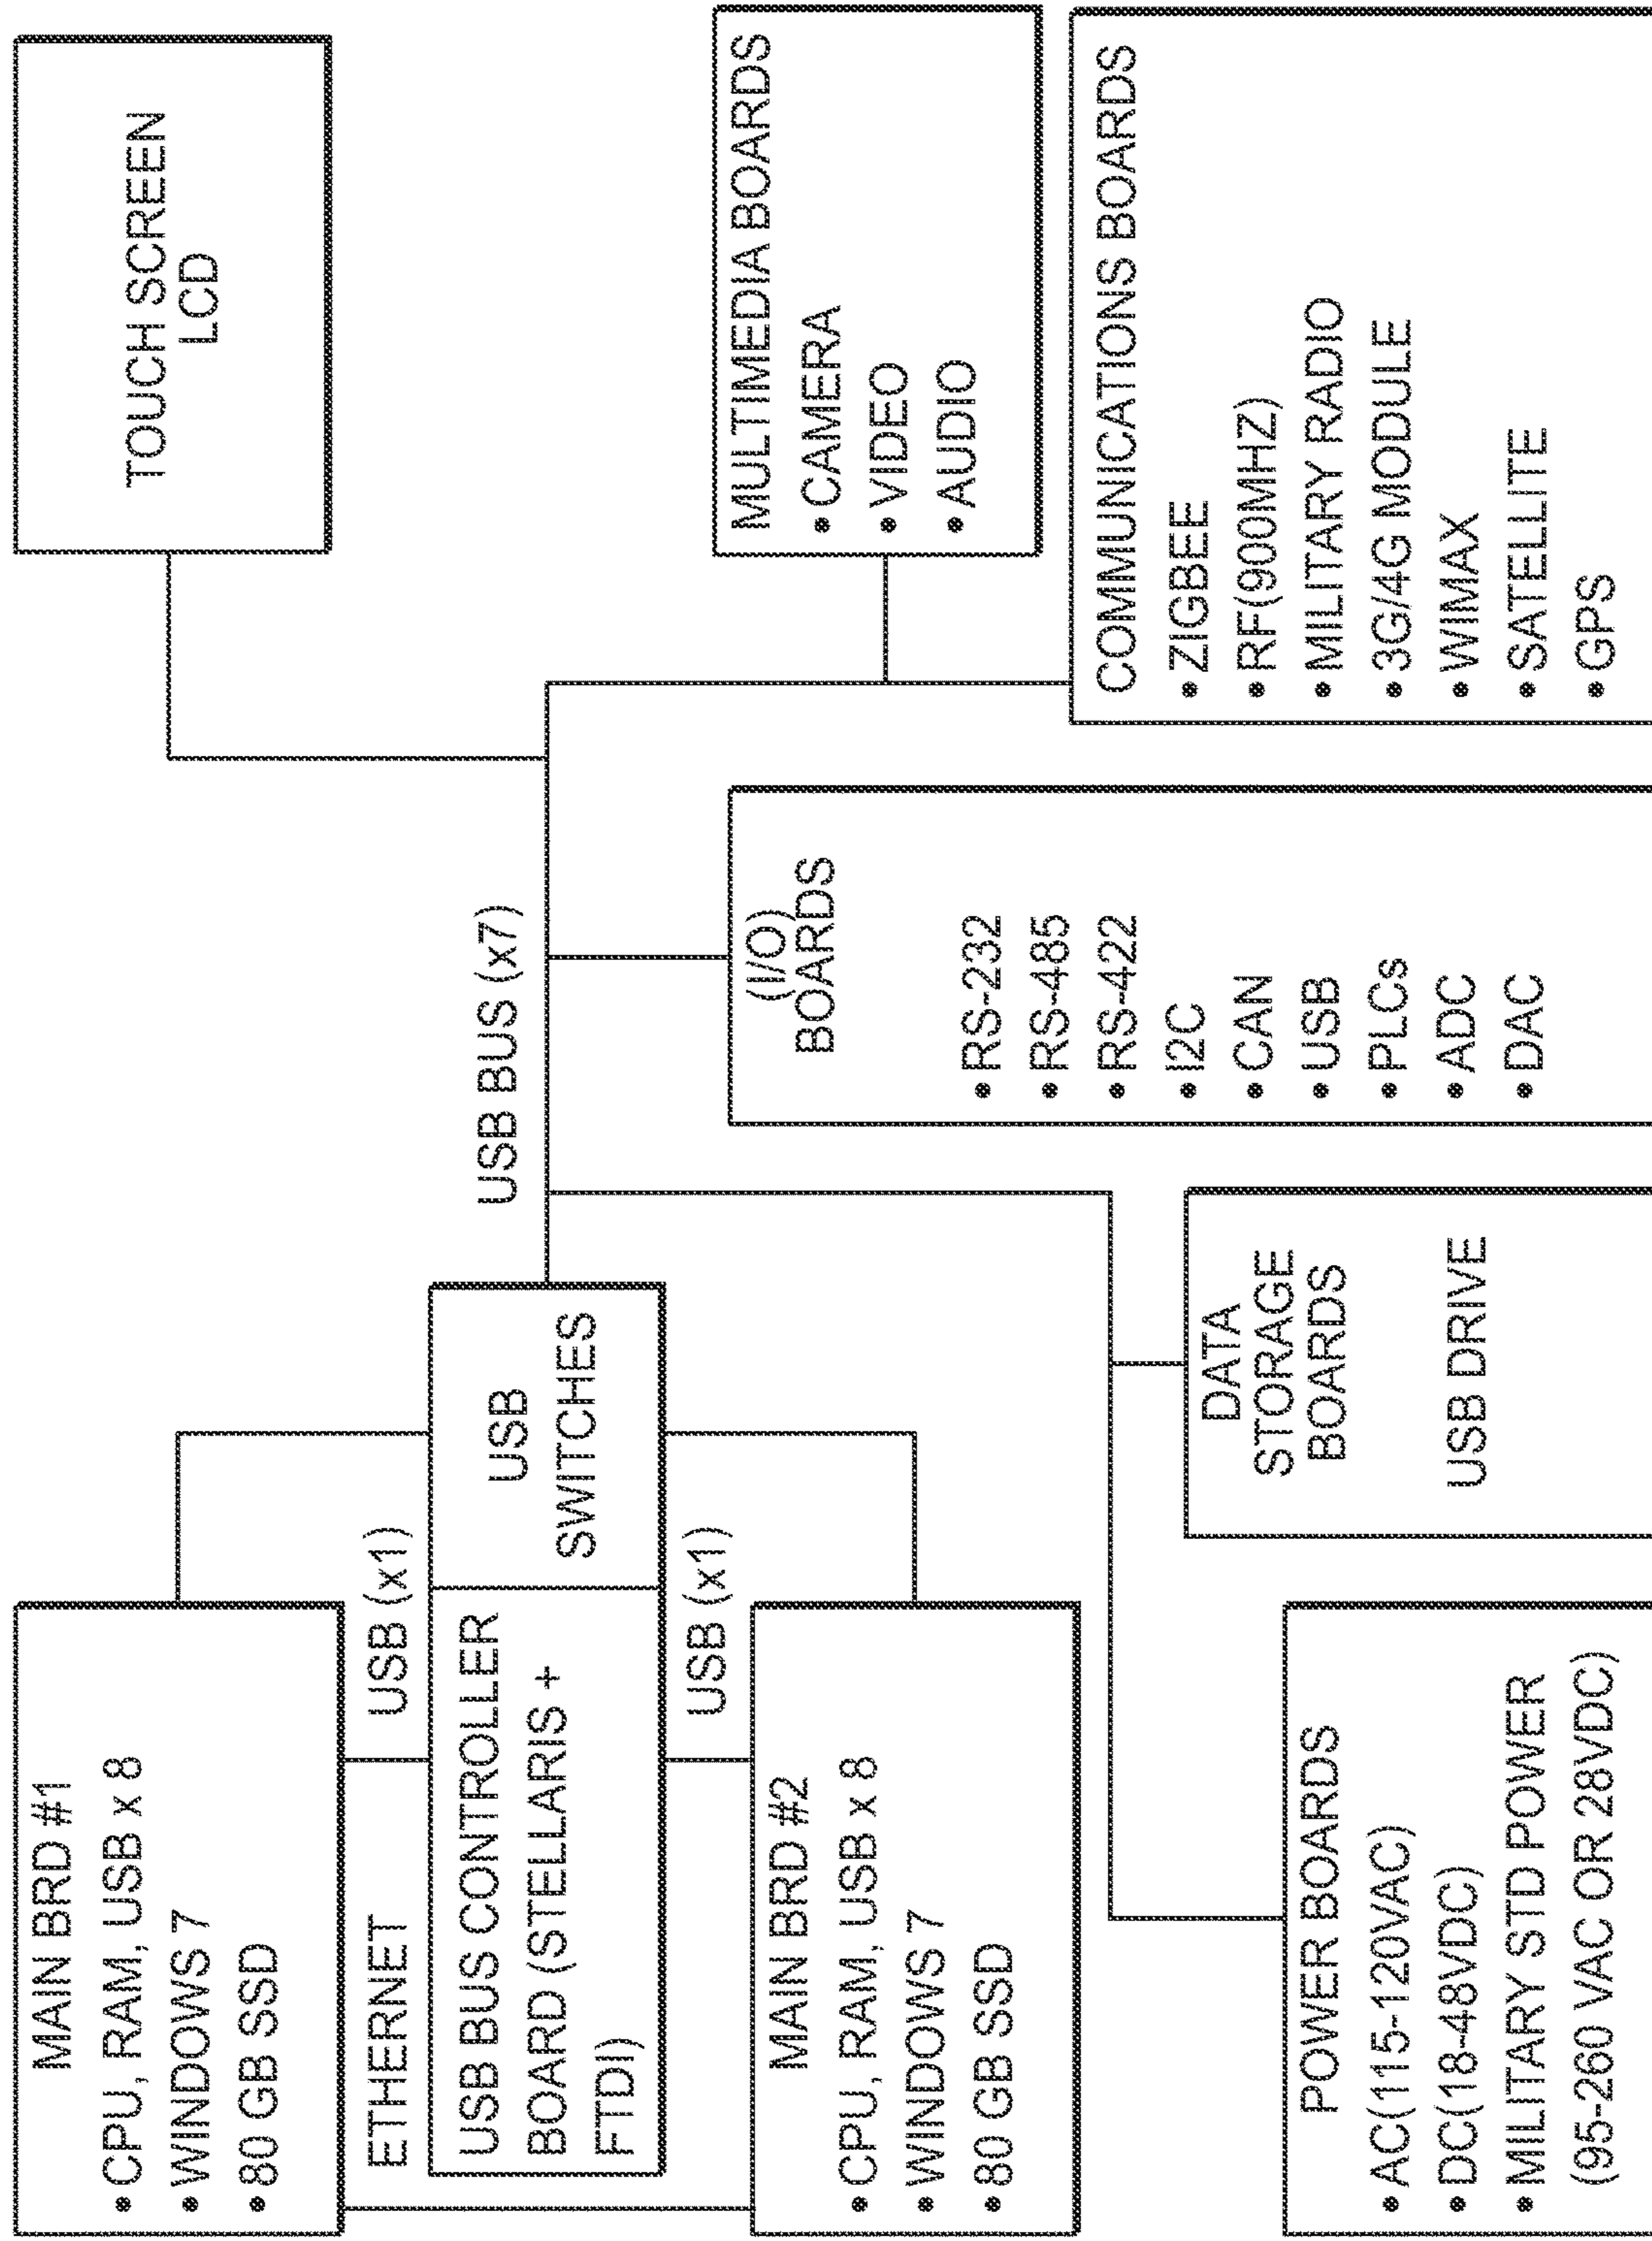 MAIN BRD #1
• CPU, RAM, USB x 8
• WINDOWS 7
• 80 GB SSD
ETHERNET
USB (x1)
USB BUS CONTROLLER
BOARD (STELLARIS +
FTDI)
USB
SWITCHES
USB (x1)
MAIN BRD #2
• CPU, RAM, USB x 8
• WINDOWS 7
• 80 GB SSD
USB BUS (x7)
TOUCH SCREEN
LCD
MULTIMEDIA BOARDS
• CAMERA
• VIDEO
• AUDIO
POWER BOARDS
• AC(115-120VAC)
• DC(18-48VDC)
• MILITARY STD POWER
(95-260 VAC OR 28VDC)
DATA
STORAGE
BOARDS
USB DRIVE
(I/O)
BOARDS
• RS-232
• RS-485
• RS-422
• I2C
• CAN
• USB
• PLCs
• ADC
• DAC
COMMUNICATIONS BOARDS
• ZIGBEE
• RF(900MHZ)
• MILITARY RADIO
• 3G/4G MODULE
• WIMAX
• SATELLITE
• GPS